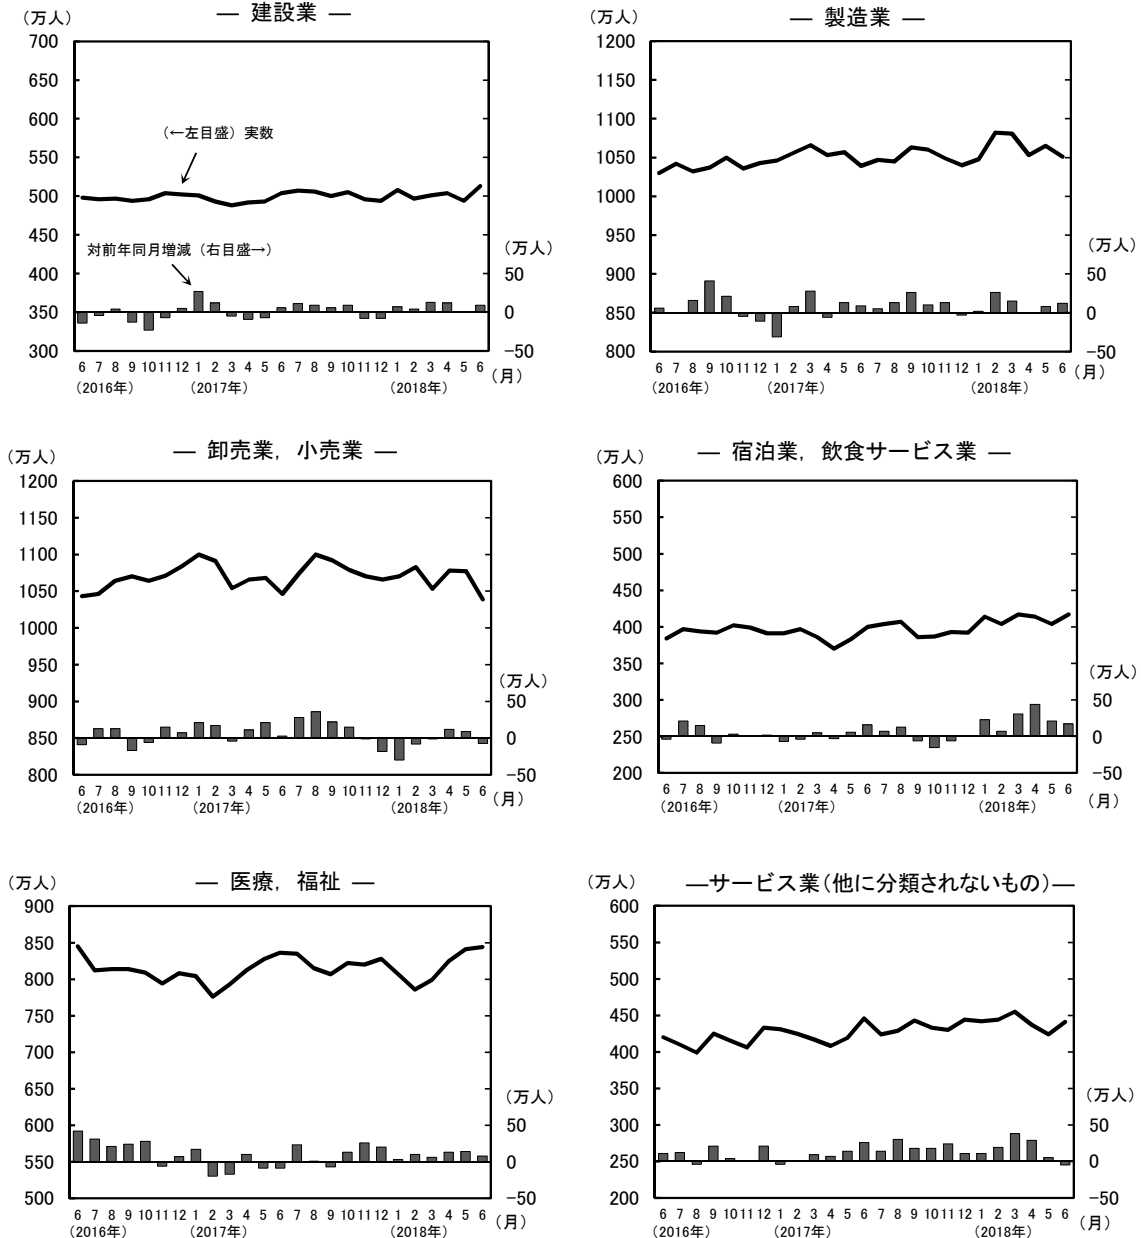 ― 建設業 ―
（万人）
700
650
600
550
500
450
400
350
300
（←左目盛）実数
対前年同月増減（右目盛→）
（万人）
50
0
−50
6 7 8 9 10 11 12 1 2 3 4 5 6 7 8 9 10 11 12 1 2 3 4 5 6
（月）
（2016年） （2017年） （2018年）
― 製造業 ―
（万人）
1200
1150
1100
1050
1000
950
900
850
800
（万人）
50
0
−50
6 7 8 9 10 11 12 1 2 3 4 5 6 7 8 9 10 11 12 1 2 3 4 5 6
（月）
（2016年） （2017年） （2018年）
― 卸売業，小売業 ―
（万人）
1200
1150
1100
1050
1000
950
900
850
800
（万人）
50
0
−50
6 7 8 9 10 11 12 1 2 3 4 5 6 7 8 9 10 11 12 1 2 3 4 5 6
（月）
（2016年） （2017年） （2018年）
― 宿泊業，飲食サービス業 ―
（万人）
600
550
500
450
400
350
300
250
200
（万人）
50
0
−50
6 7 8 9 10 11 12 1 2 3 4 5 6 7 8 9 10 11 12 1 2 3 4 5 6
（月）
（2016年） （2017年） （2018年）
― 医療，福祉 ―
（万人）
900
850
800
750
700
650
600
550
500
（万人）
50
0
−50
6 7 8 9 10 11 12 1 2 3 4 5 6 7 8 9 10 11 12 1 2 3 4 5 6
（月）
（2016年） （2017年） （2018年）
―サービス業（他に分類されないもの）―
（万人）
600
550
500
450
400
350
300
250
200
（万人）
50
0
−50
6 7 8 9 10 11 12 1 2 3 4 5 6 7 8 9 10 11 12 1 2 3 4 5 6
（月）
（2016年） （2017年） （2018年）